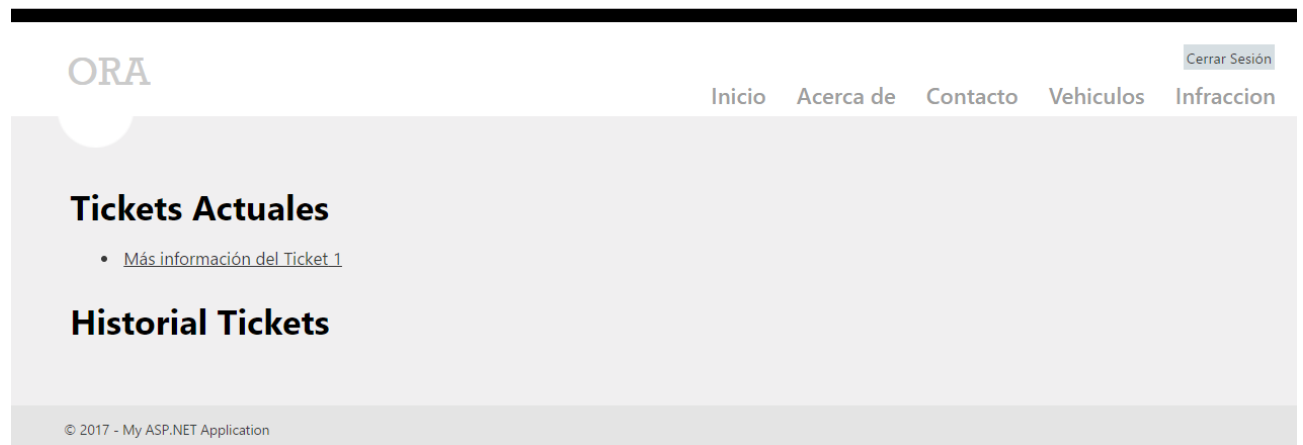 ORA
Cerrar Sesión
Inicio Acerca de Contacto Vehiculos Infraccion
Tickets Actuales
Más información del Ticket 1
Historial Tickets
© 2017 - My ASP.NET Application